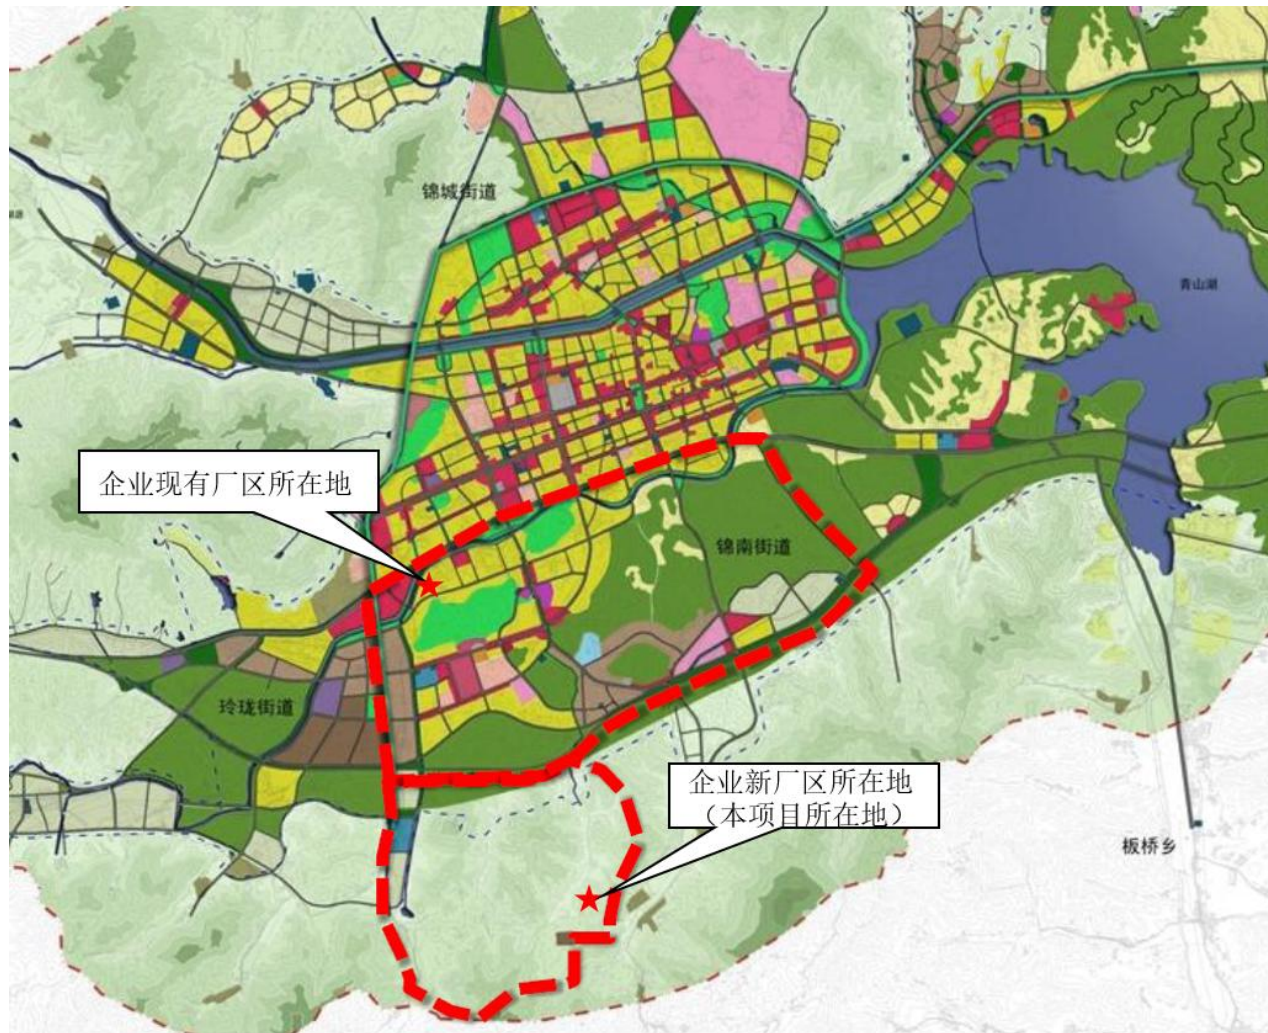 锦城街道
青山湖
企业现有厂区所在地
锦南街道
玲珑街道
企业新厂区所在地
（本项目所在地）
板桥乡